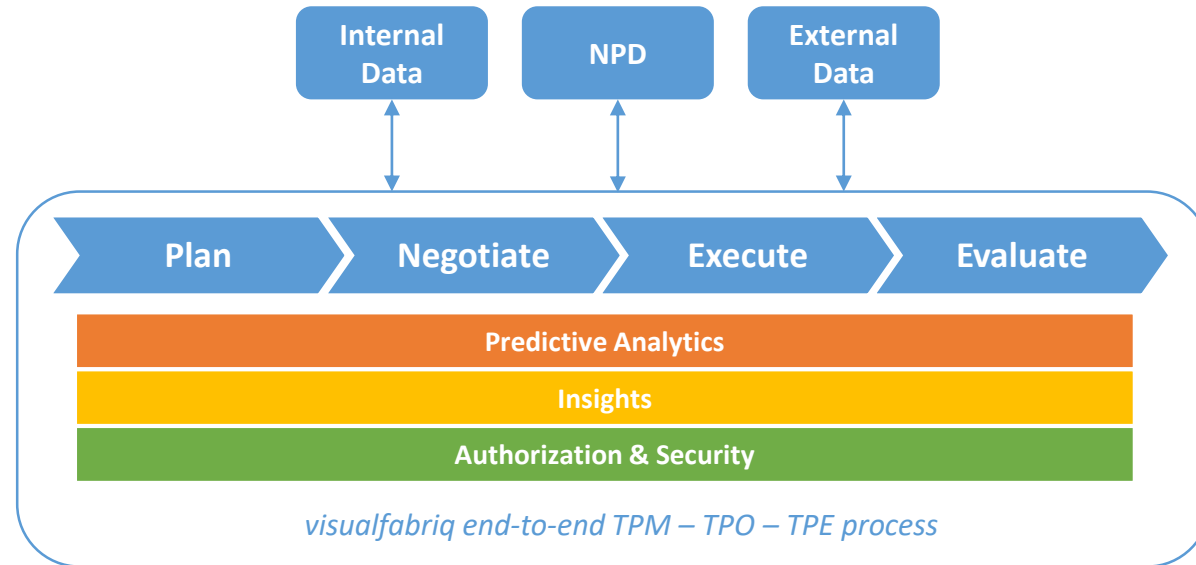 Internal
Data
NPD
External
Data
Plan
Negotiate
Execute
Evaluate
Predictive Analytics
Insights
Authorization & Security
visualfabriq end-to-end TPM – TPO – TPE process